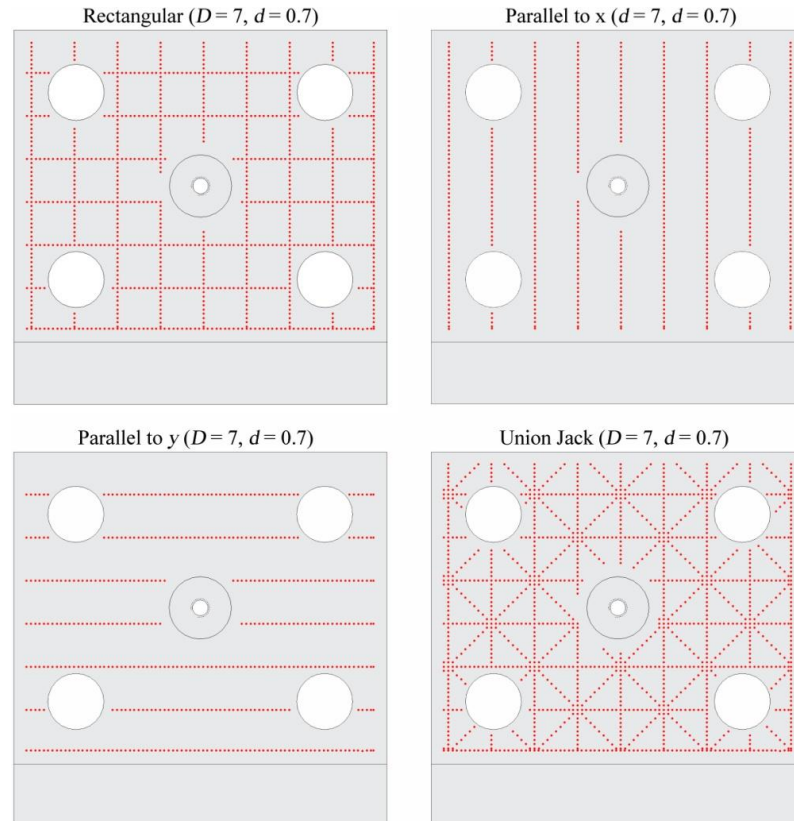 Rectangular (D = 7, d = 0.7)
Parallel to x (d = 7, d = 0.7)
Parallel to y (D = 7, d = 0.7)
Union Jack (D = 7, d = 0.7)